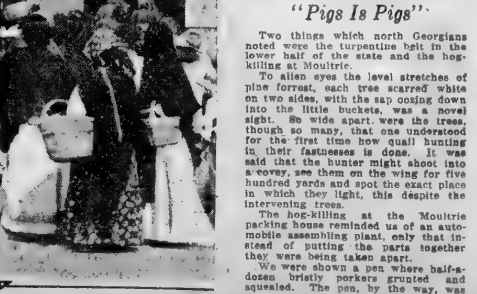 "Pigs Is Pigs"
Two things which north Georgians
noted were the turpentine belt in the
lower half of the state and the hog-
killing at Moultrie.
To alien eyes the level stretches of
pine forrest, each tree scarred white
on two sides, with the sap oozing down
into the little buckets, was a novel
sight. So wide apart were the trees,
though so many, that one understood
for the first time how quail hunting
in their fastnesses is done. It was
said that the hunter might shoot into
a covey, see them on the wing for five
hundred yards and spot the exact place
in which they light, this despite the
intervening trees.
The hog-killing at the Moultrie
packing house reminded us of an auto-
mobile assembling plant, only that in-
stead of putting the parts together
they were being taken apart.
We were shown a pen where half-a-
dozen bristly porkers grunted and
squealed. The pen, by the way, was